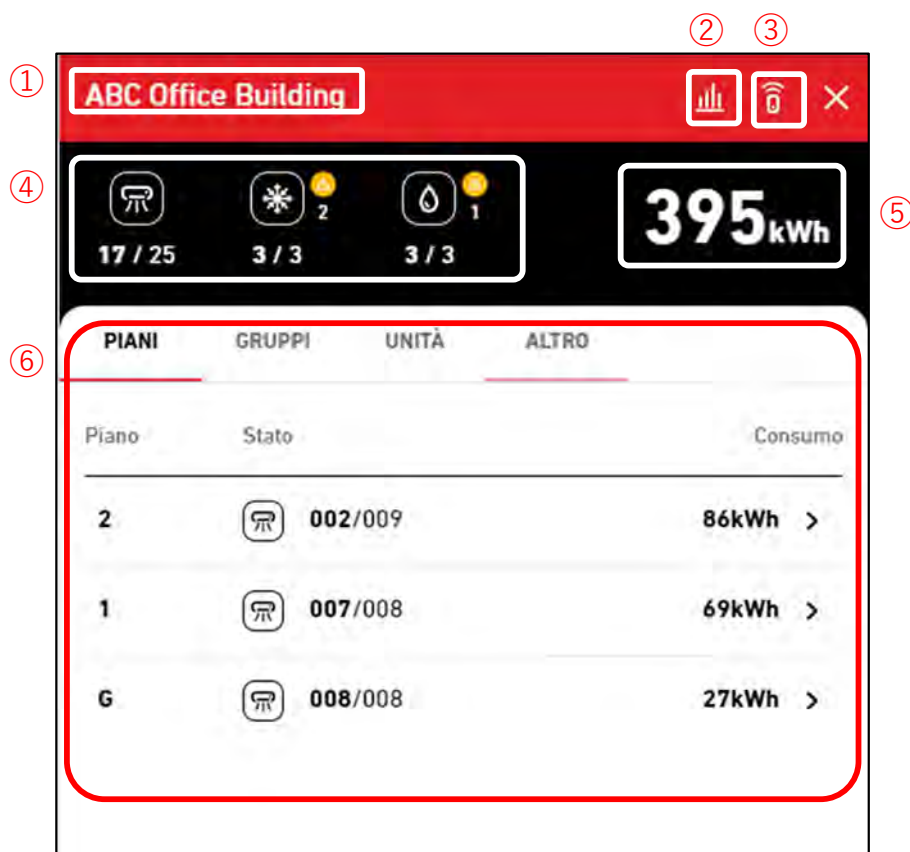 ② ③
① ABC Office Building
④ 2 1
17 / 25 3 / 3 3 / 3
395kWh ⑤
⑥ PIANI GRUPPI UNITÀ ALTRO
Piano Stato Consumo
2 002/009 86kWh >
1 007/008 69kWh >
G 008/008 27kWh >